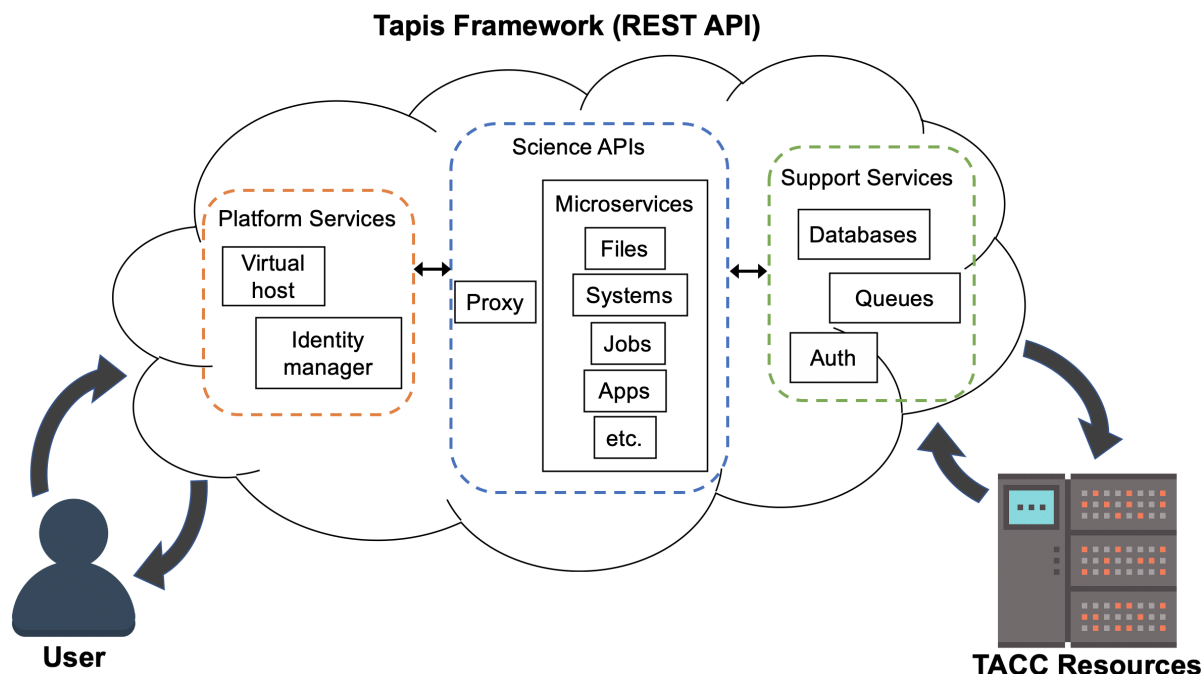 Tapis Framework (REST API)
Platform Services
Virtual
host
Identity
manager
Science APIs
Proxy
Microservices
Files
Systems
Jobs
Apps
etc.
Support Services
Databases
Queues
Auth
User
TACC Resources